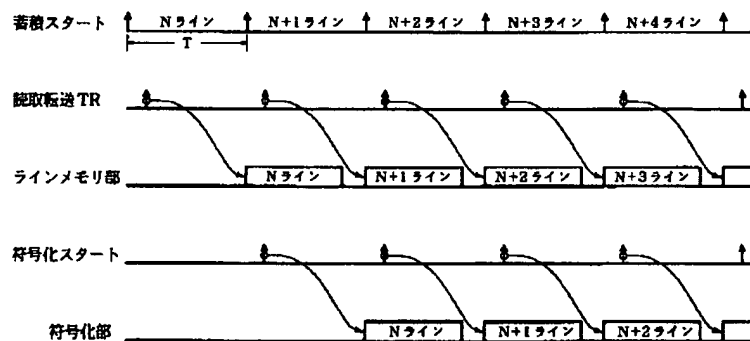 蓄積スタート Nライン N+1ライン N+2ライン N+3ライン N+4ライン
T
読取転送TR
ラインメモリ部 Nライン N+1ライン N+2ライン N+3ライン
符号化スタート
符号化部 Nライン N+1ライン N+2ライン